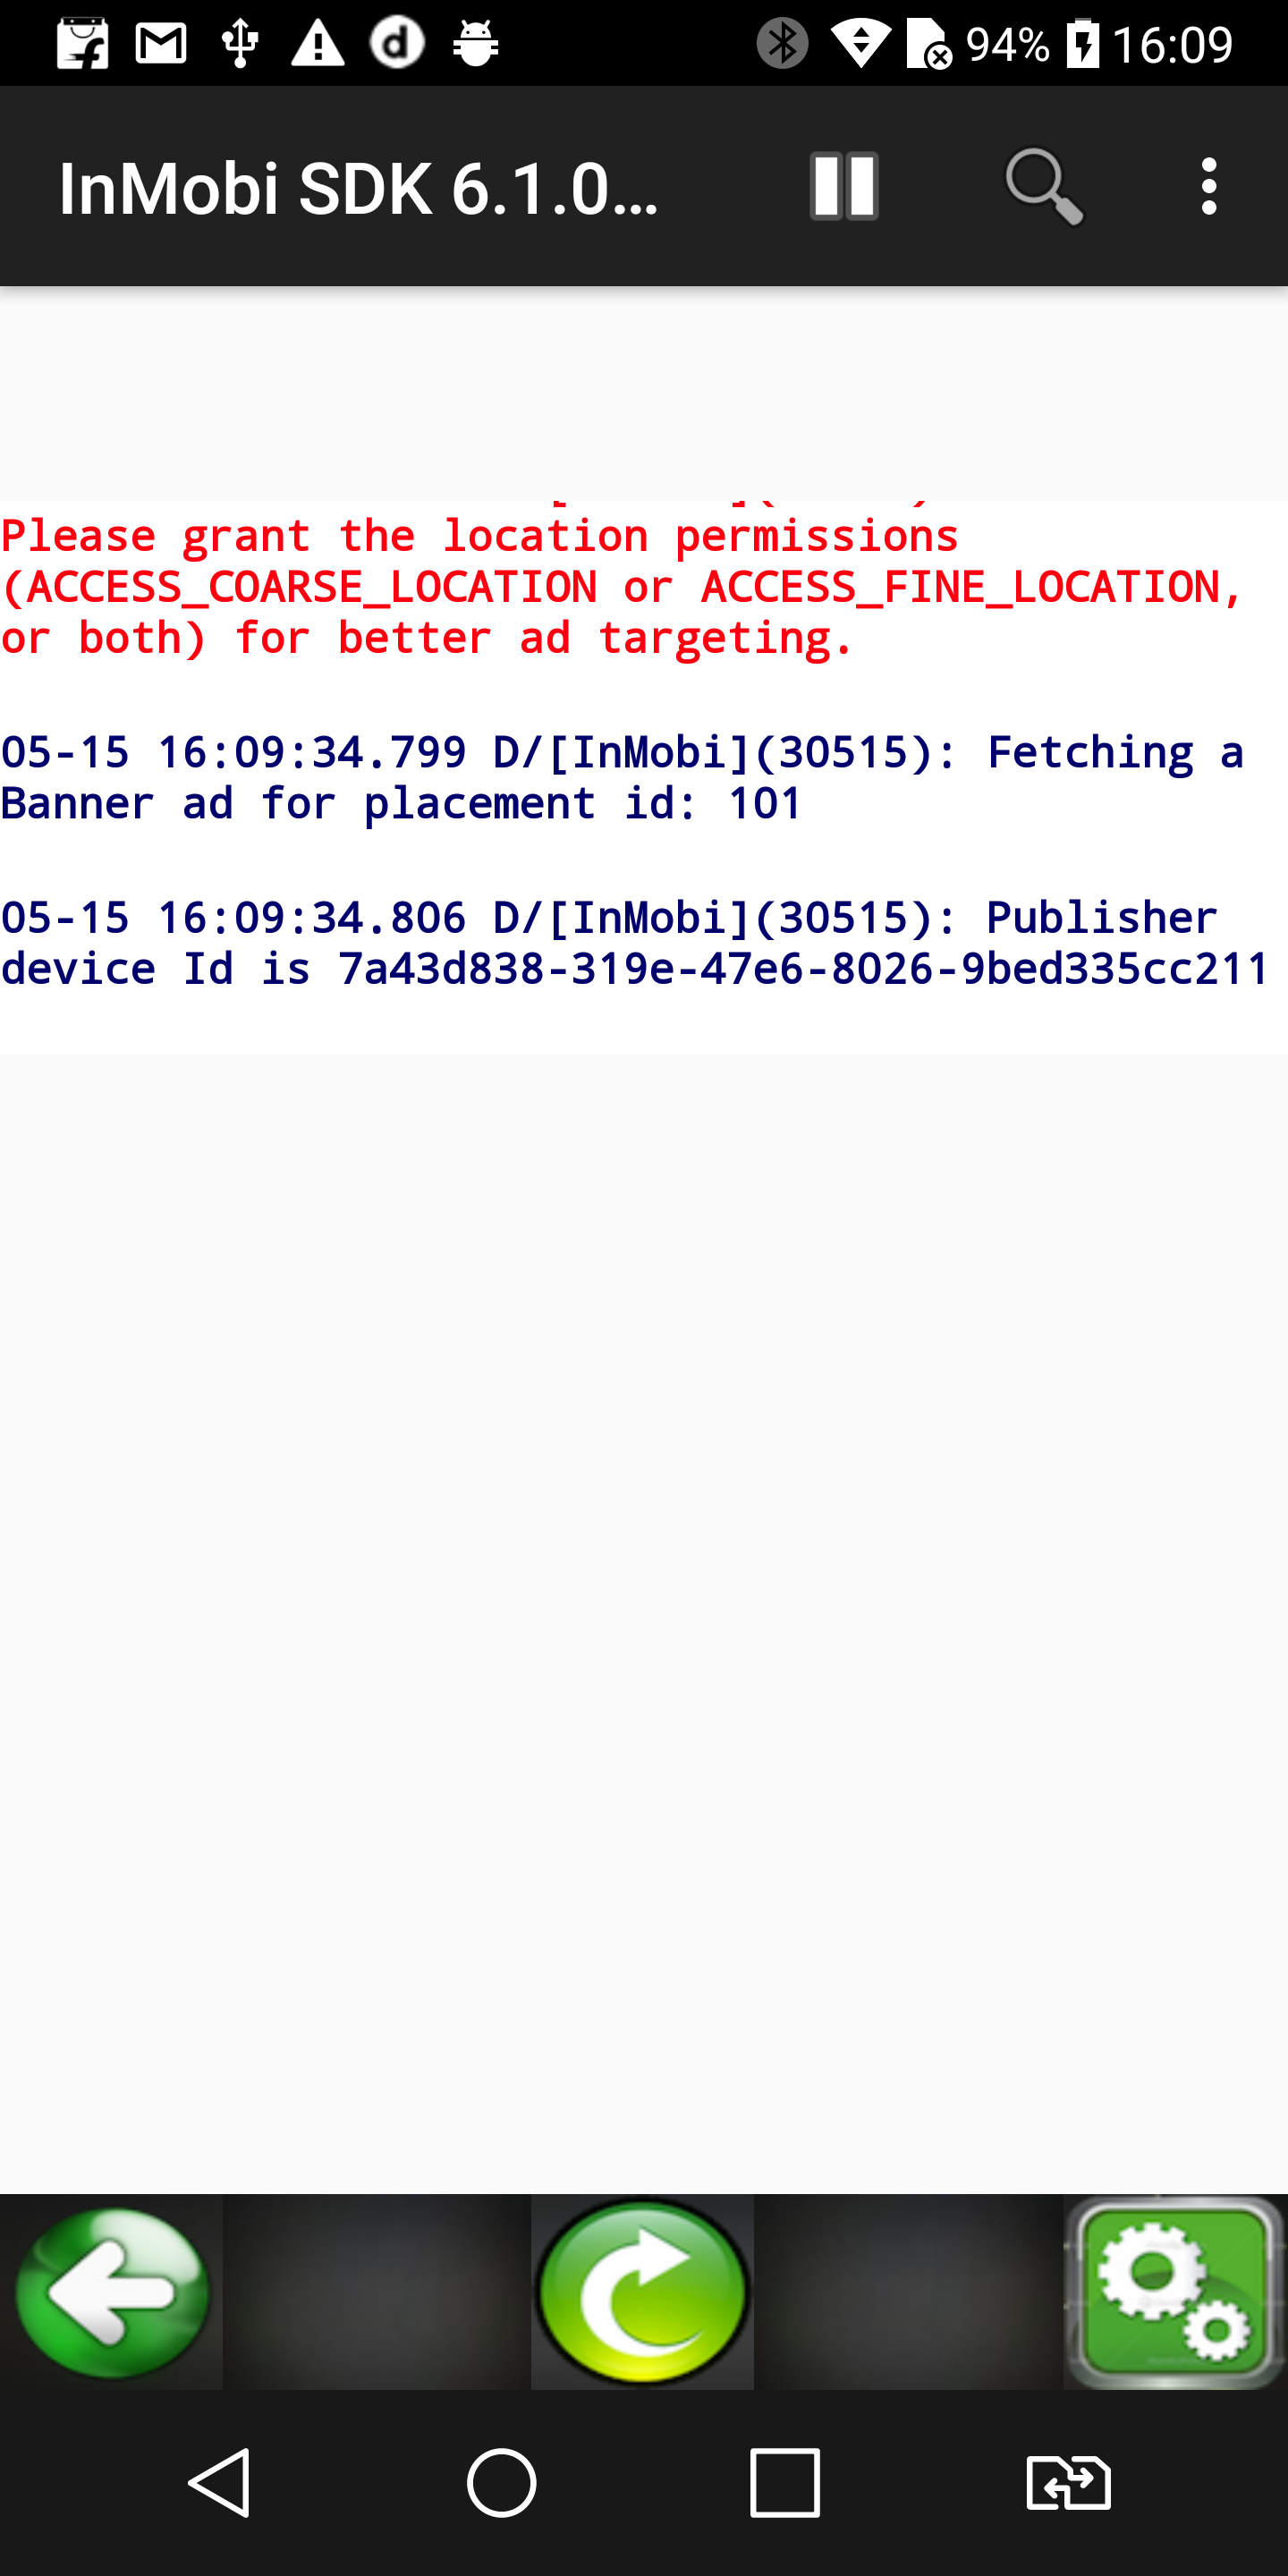 94% 16:09
InMobi SDK 6.1.0...
Please grant the location permissions
(ACCESS_COARSE_LOCATION or ACCESS_FINE_LOCATION,
or both) for better ad targeting.
05-15 16:09:34.799 D/[InMobi](30515): Fetching a
Banner ad for placement id: 101
05-15 16:09:34.806 D/[InMobi](30515): Publisher
device Id is 7a43d838-319e-47e6-8026-9bed335cc211